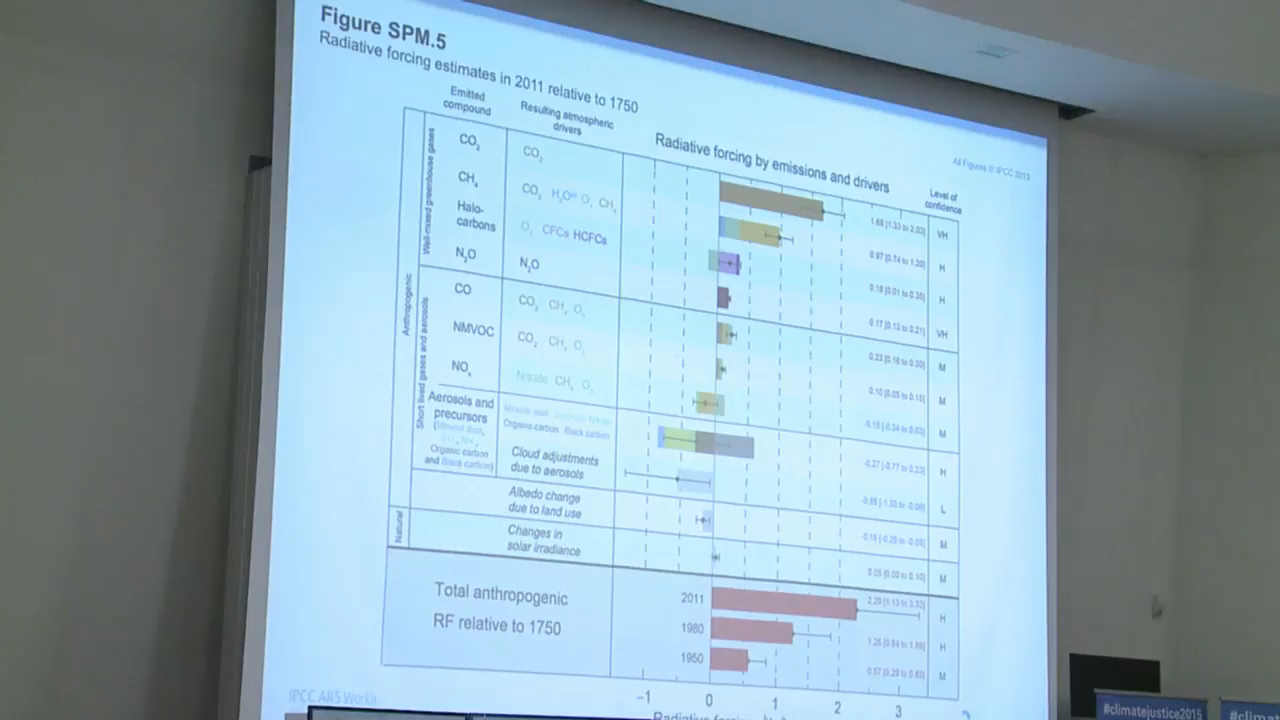 Figure SPM.5
Radiative forcing estimates in 2011 relative to 1750
All Figures © IPCC 2013
Emitted compound
Resulting atmospheric drivers
Radiative forcing by emissions and drivers
Level of confidence
Anthropogenic
Well-mixed greenhouse gases
CO₂
CO₂
1.68 [1.33 to 2.03]
VH
CH₄
CO₂ H₂Oˢᵗʳ O₃ CH₄
0.97 [0.74 to 1.20]
H
Halo-
carbons
O₃ CFCs HCFCs
0.18 [0.01 to 0.35]
H
N₂O
N₂O
0.17 [0.13 to 0.21]
VH
Short lived gases and aerosols
CO
CO₂ CH₄ O₃
0.23 [0.16 to 0.30]
M
NMVOC
CO₂ CH₄ O₃
0.10 [0.05 to 0.15]
M
NOₓ
Nitrate CH₄ O₃
-0.15 [-0.34 to 0.03]
M
Aerosols and
precursors
(Mineral dust,
SO₂, NH₃,
Organic carbon
and Black carbon)
Mineral dust Sulphate Nitrate
Organic carbon Black carbon
-0.27 [-0.77 to 0.23]
H
Cloud adjustments
due to aerosols
-0.55 [-1.33 to -0.06]
L
Albedo change
due to land use
-0.15 [-0.25 to -0.05]
M
Natural
Changes in
solar irradiance
0.05 [0.00 to 0.10]
M
Total anthropogenic
RF relative to 1750
2011
2.29 [1.13 to 3.33]
H
1980
1.25 [0.64 to 1.86]
H
1950
0.57 [0.29 to 0.85]
M
−1 0 1 2 3
Radiative
IPCC AR5
#climatejustice2015